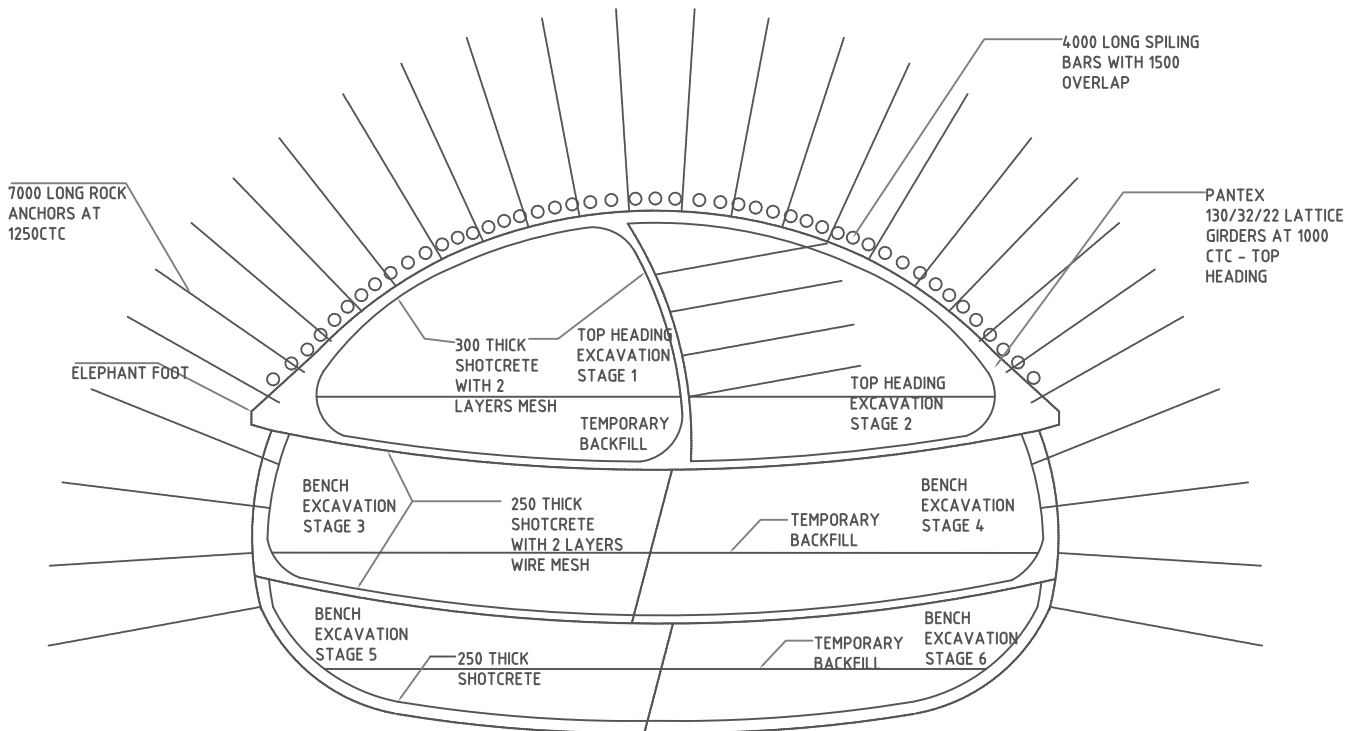 4000 LONG SPILING
BARS WITH 1500
OVERLAP
7000 LONG ROCK
ANCHORS AT
1250CTC
PANTEX
130/32/22 LATTICE
GIRDERS AT 1000
CTC - TOP
HEADING
ELEPHANT FOOT
300 THICK
SHOTCRETE
WITH 2
LAYERS MESH
TOP HEADING
EXCAVATION
STAGE 1
TEMPORARY
BACKFILL
TOP HEADING
EXCAVATION
STAGE 2
BENCH
EXCAVATION
STAGE 3
250 THICK
SHOTCRETE
WITH 2 LAYERS
WIRE MESH
TEMPORARY
BACKFILL
BENCH
EXCAVATION
STAGE 4
BENCH
EXCAVATION
STAGE 5
250 THICK
SHOTCRETE
TEMPORARY
BACKFILL
BENCH
EXCAVATION
STAGE 6